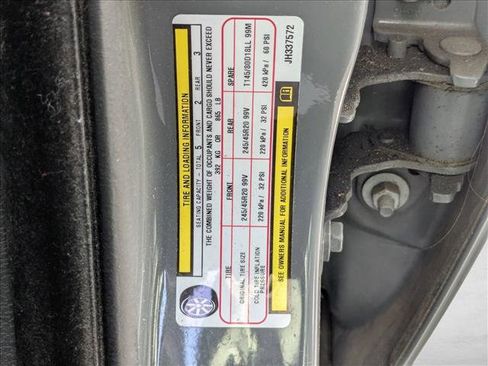 TIRE AND LOADING INFORMATION
SEATING CAPACITY - TOTAL 5 FRONT 2 REAR 3
THE COMBINED WEIGHT OF OCCUPANTS AND CARGO SHOULD NEVER EXCEED
392 KG OR 865 LB
TIRE FRONT REAR SPARE
ORIGINAL TIRE SIZE 245/45R20 99V 245/45R20 99V T145/80D18LL 99M
COLD TIRE INFLATION PRESSURE 220 kPa / 32 PSI 220 kPa / 32 PSI 420 kPa / 60 PSI
SEE OWNERS MANUAL FOR ADDITIONAL INFORMATION
JH337572